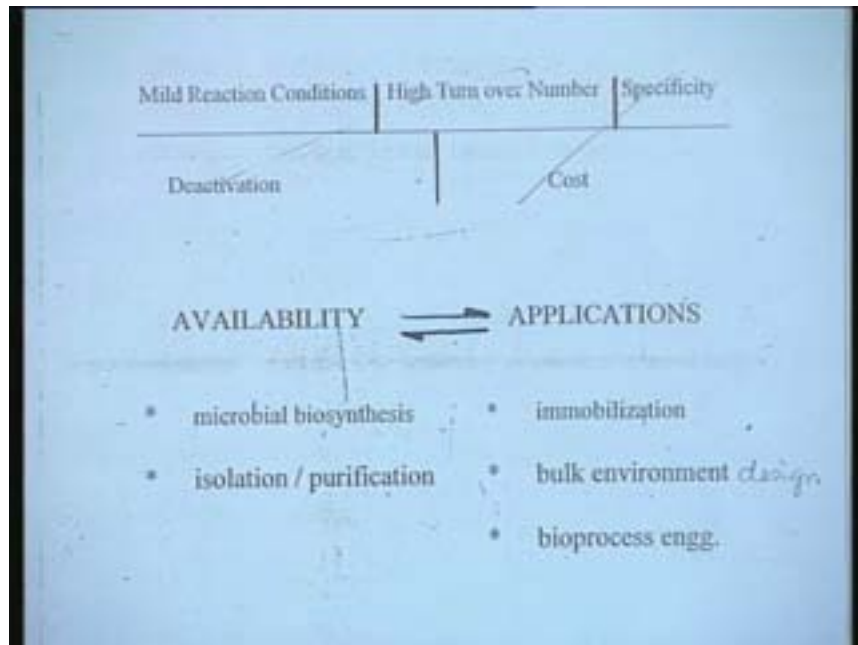 Mild Reaction Conditions High Turn over Number Specificity
Deactivation Cost
AVAILABILITY APPLICATIONS
• microbial biosynthesis • immobilization
• isolation / purification • bulk environment design
• bioprocess engg.